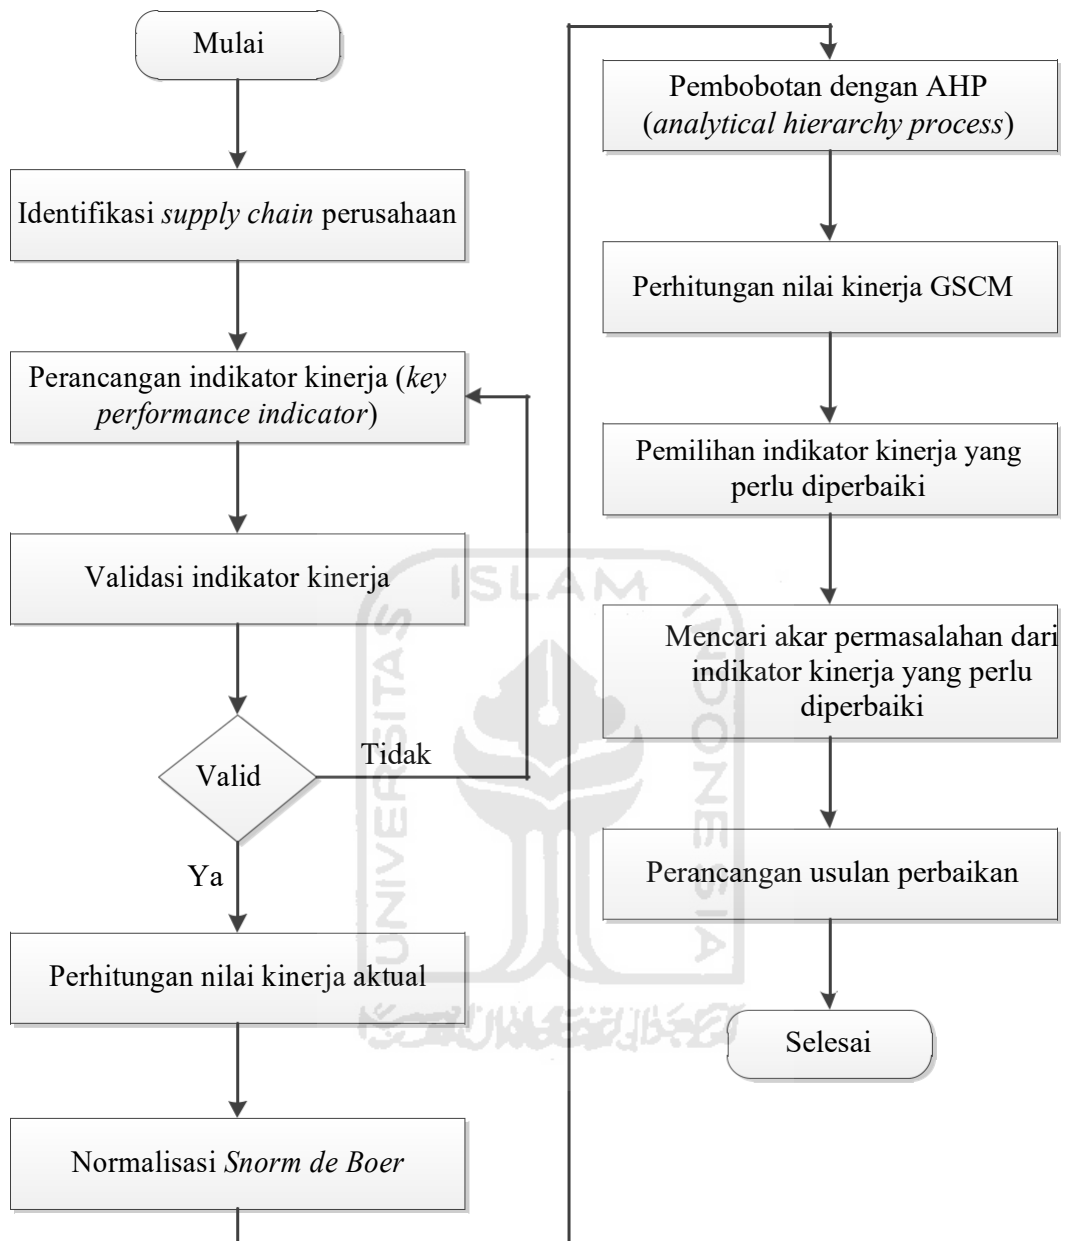 Mulai
Identifikasi supply chain perusahaan
Perancangan indikator kinerja (key
performance indicator)
Validasi indikator kinerja
Valid
Tidak
Ya
Perhitungan nilai kinerja aktual
Normalisasi Snorm de Boer
Pembobotan dengan AHP
(analytical hierarchy process)
Perhitungan nilai kinerja GSCM
Pemilihan indikator kinerja yang
perlu diperbaiki
Mencari akar permasalahan dari
indikator kinerja yang perlu
diperbaiki
Perancangan usulan perbaikan
Selesai
UNIVERSITAS
ISLAM
INDONESIA